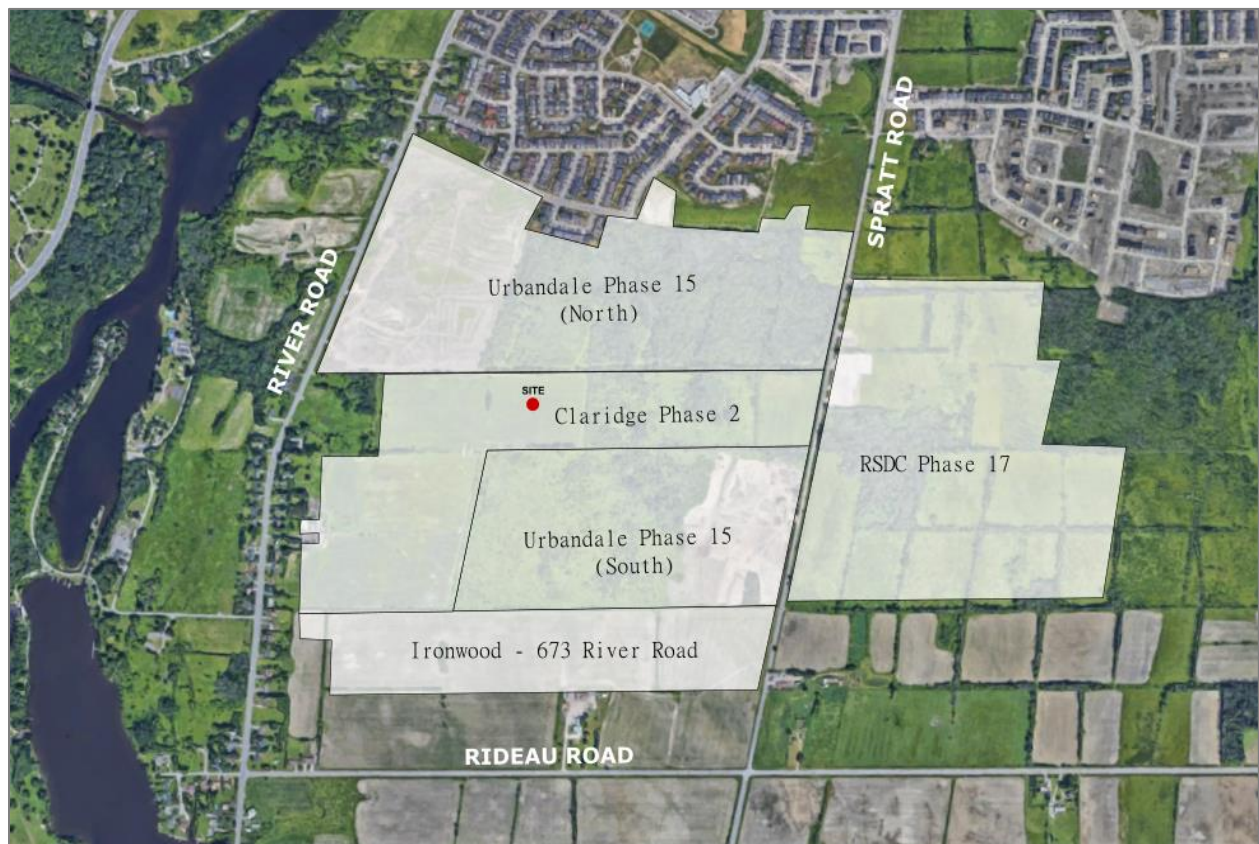 SPRATT ROAD
RIVER ROAD
Urbandale Phase 15
(North)
SITE
Claridge Phase 2
RSDC Phase 17
Urbandale Phase 15
(South)
Ironwood - 673 River Road
RIDEAU ROAD